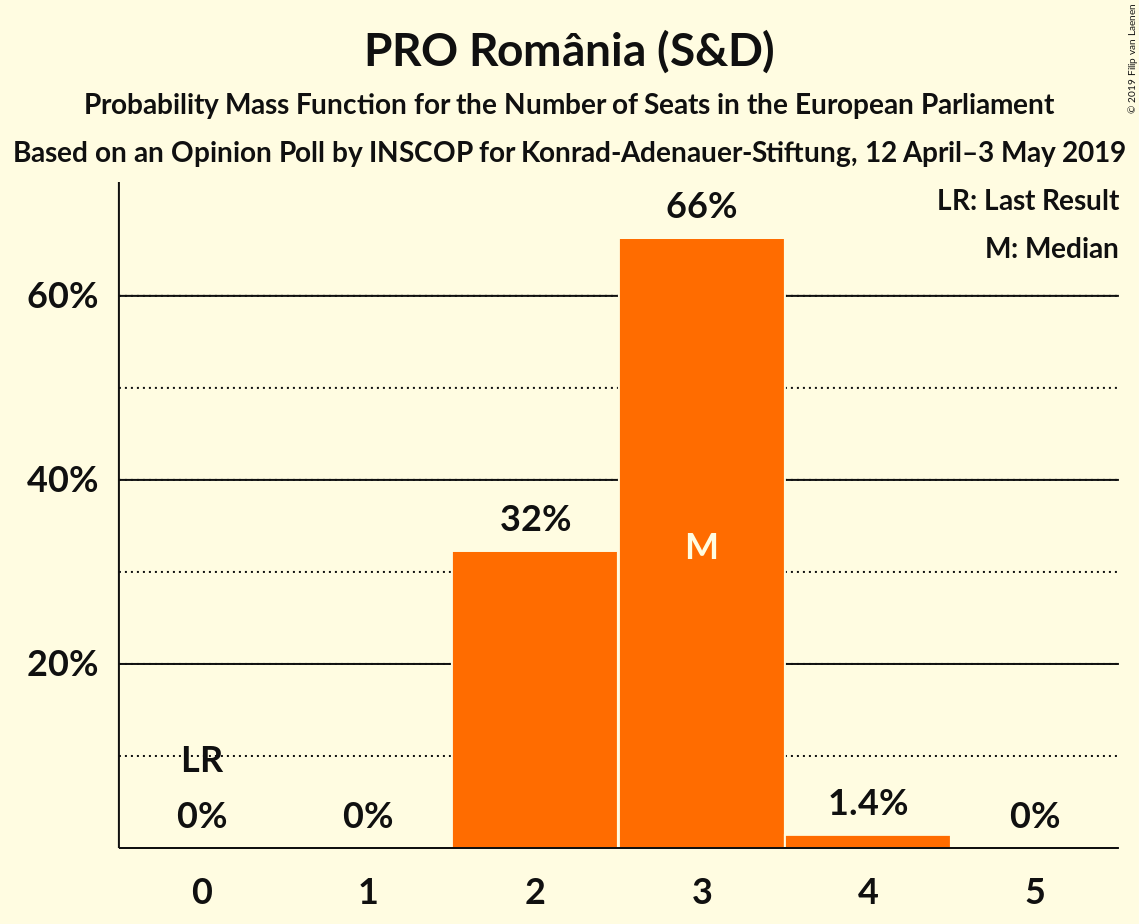 PRO România (S&D)
Probability Mass Function for the Number of Seats in the European Parliament
Based on an Opinion Poll by INSCOP for Konrad-Adenauer-Stiftung, 12 April–3 May 2019
© 2019 Filip van Laenen
LR: Last Result
M: Median
66%
60%
40%
32%
M
20%
LR
0%
0%
1.4%
0%
0
1
2
3
4
5